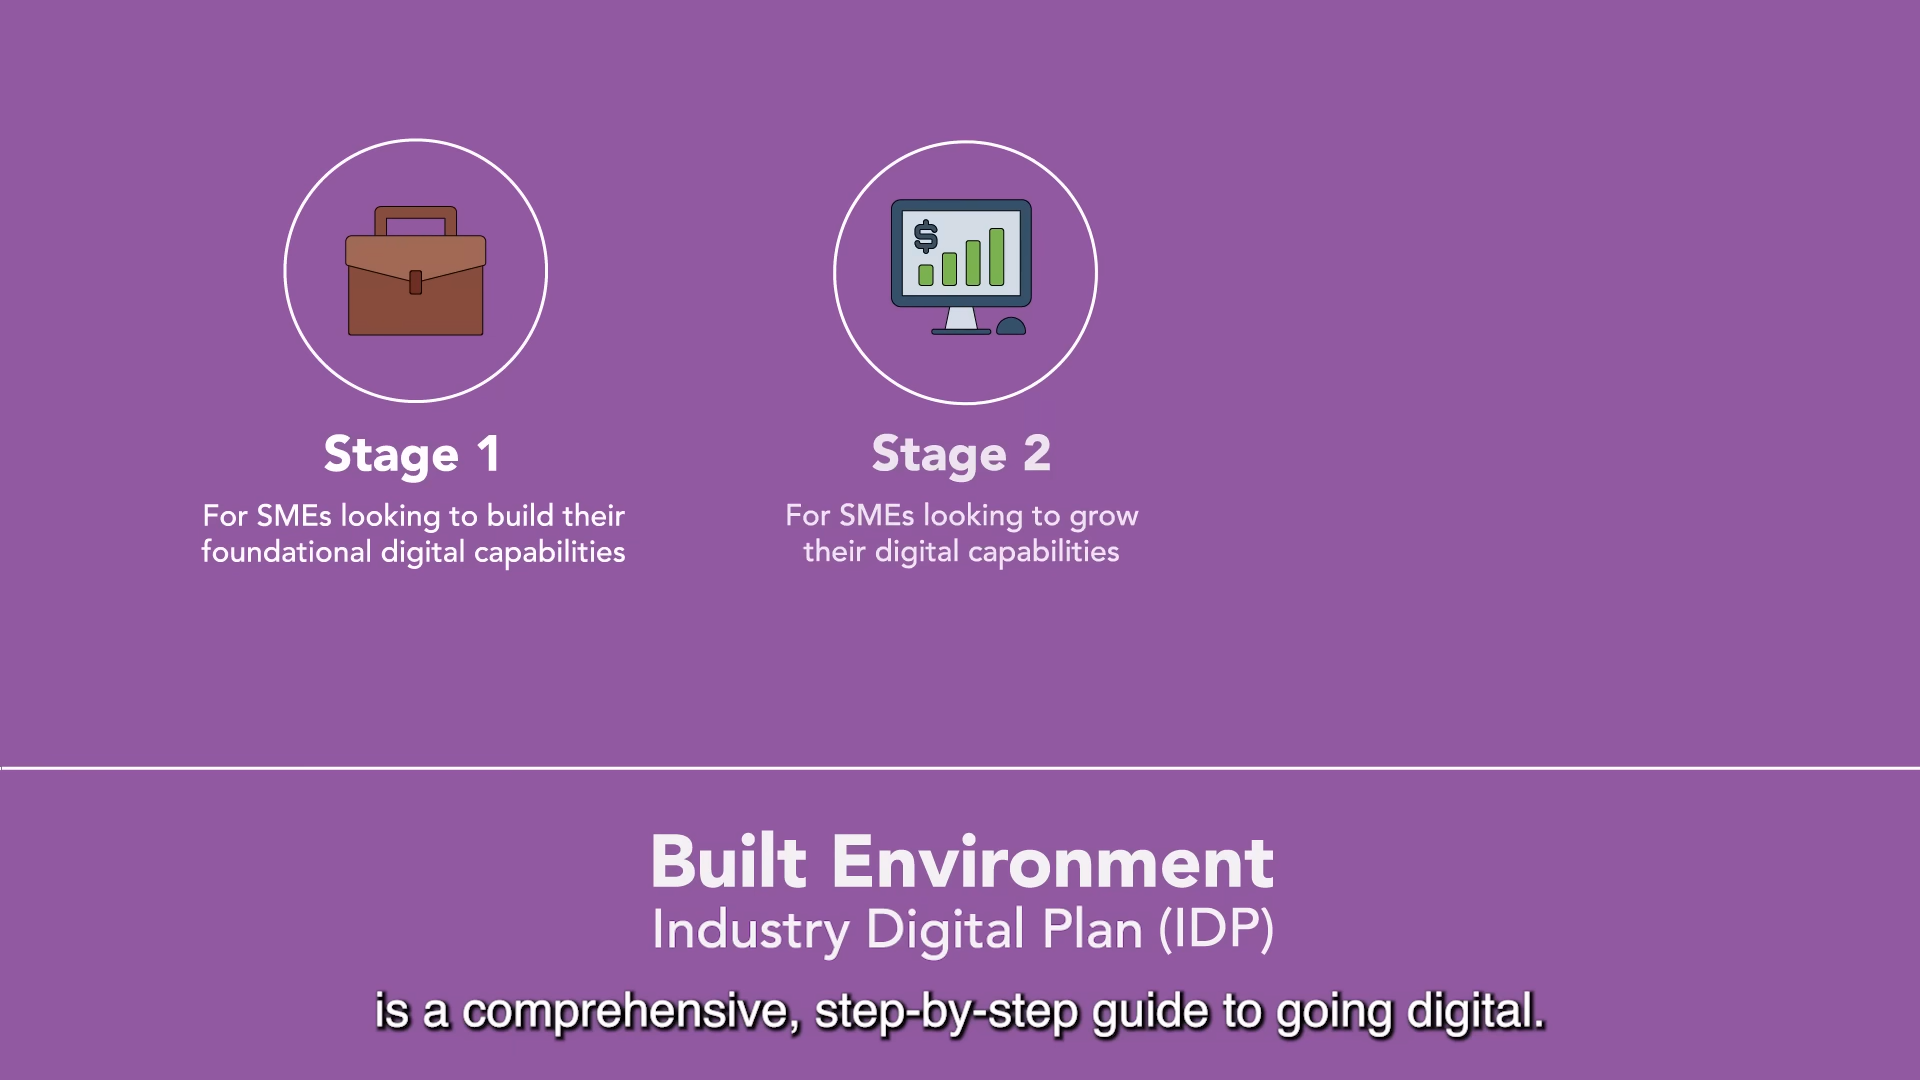 Stage 1
For SMEs looking to build their
foundational digital capabilities
$
Stage 2
For SMEs looking to grow
their digital capabilities
Built Environment
Industry Digital Plan (IDP)
is a comprehensive, step-by-step guide to going digital.